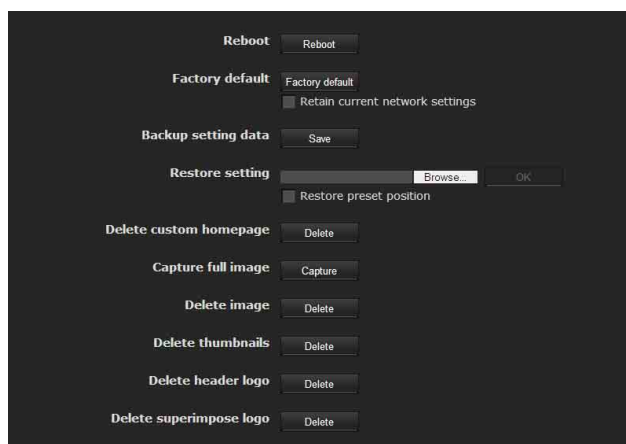 Reboot Reboot
Factory default Factory default
Retain current network settings
Backup setting data Save
Restore setting Browse... OK
Restore preset position
Delete custom homepage Delete
Capture full image Capture
Delete image Delete
Delete thumbnails Delete
Delete header logo Delete
Delete superimpose logo Delete